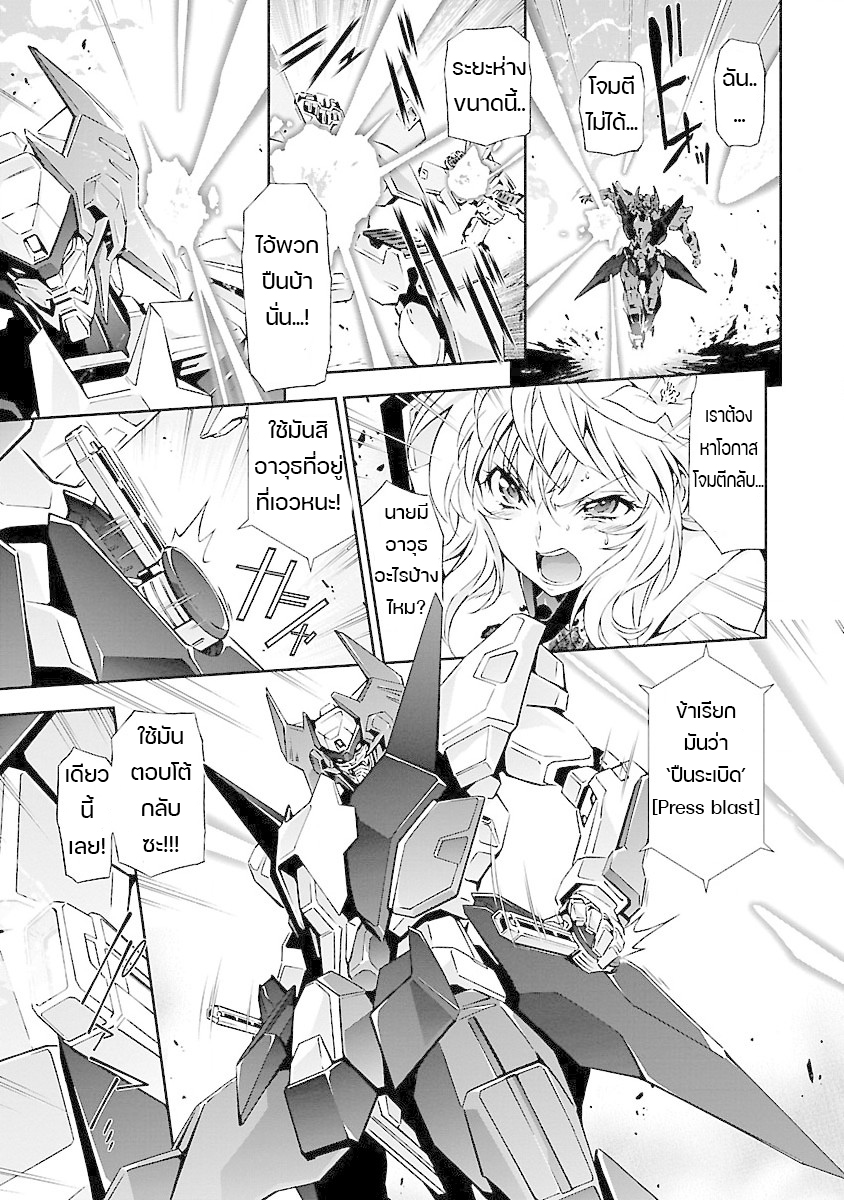 ฉัน..
...
โจมตี
ไม่ได้...
ビュ
ระยะห่าง
ขนาดนี้..
ไอ้พวก
ปืนบ้า
นั่น...!
เราต้อง
หาโอกาส
โจมตีกลับ...
นายมี
อาวุธ
อะไรบ้าง
ไหม?
ใช้มันสิ
อาวุธที่อยู่
ที่เอวหนะ!
ข้าเรียก
มันว่า
'ปืนระเบิด'
[Press blast]
ใช้มัน
ตอบโต้
กลับ
ซะ!!!
เดียว
นี้
เลย!